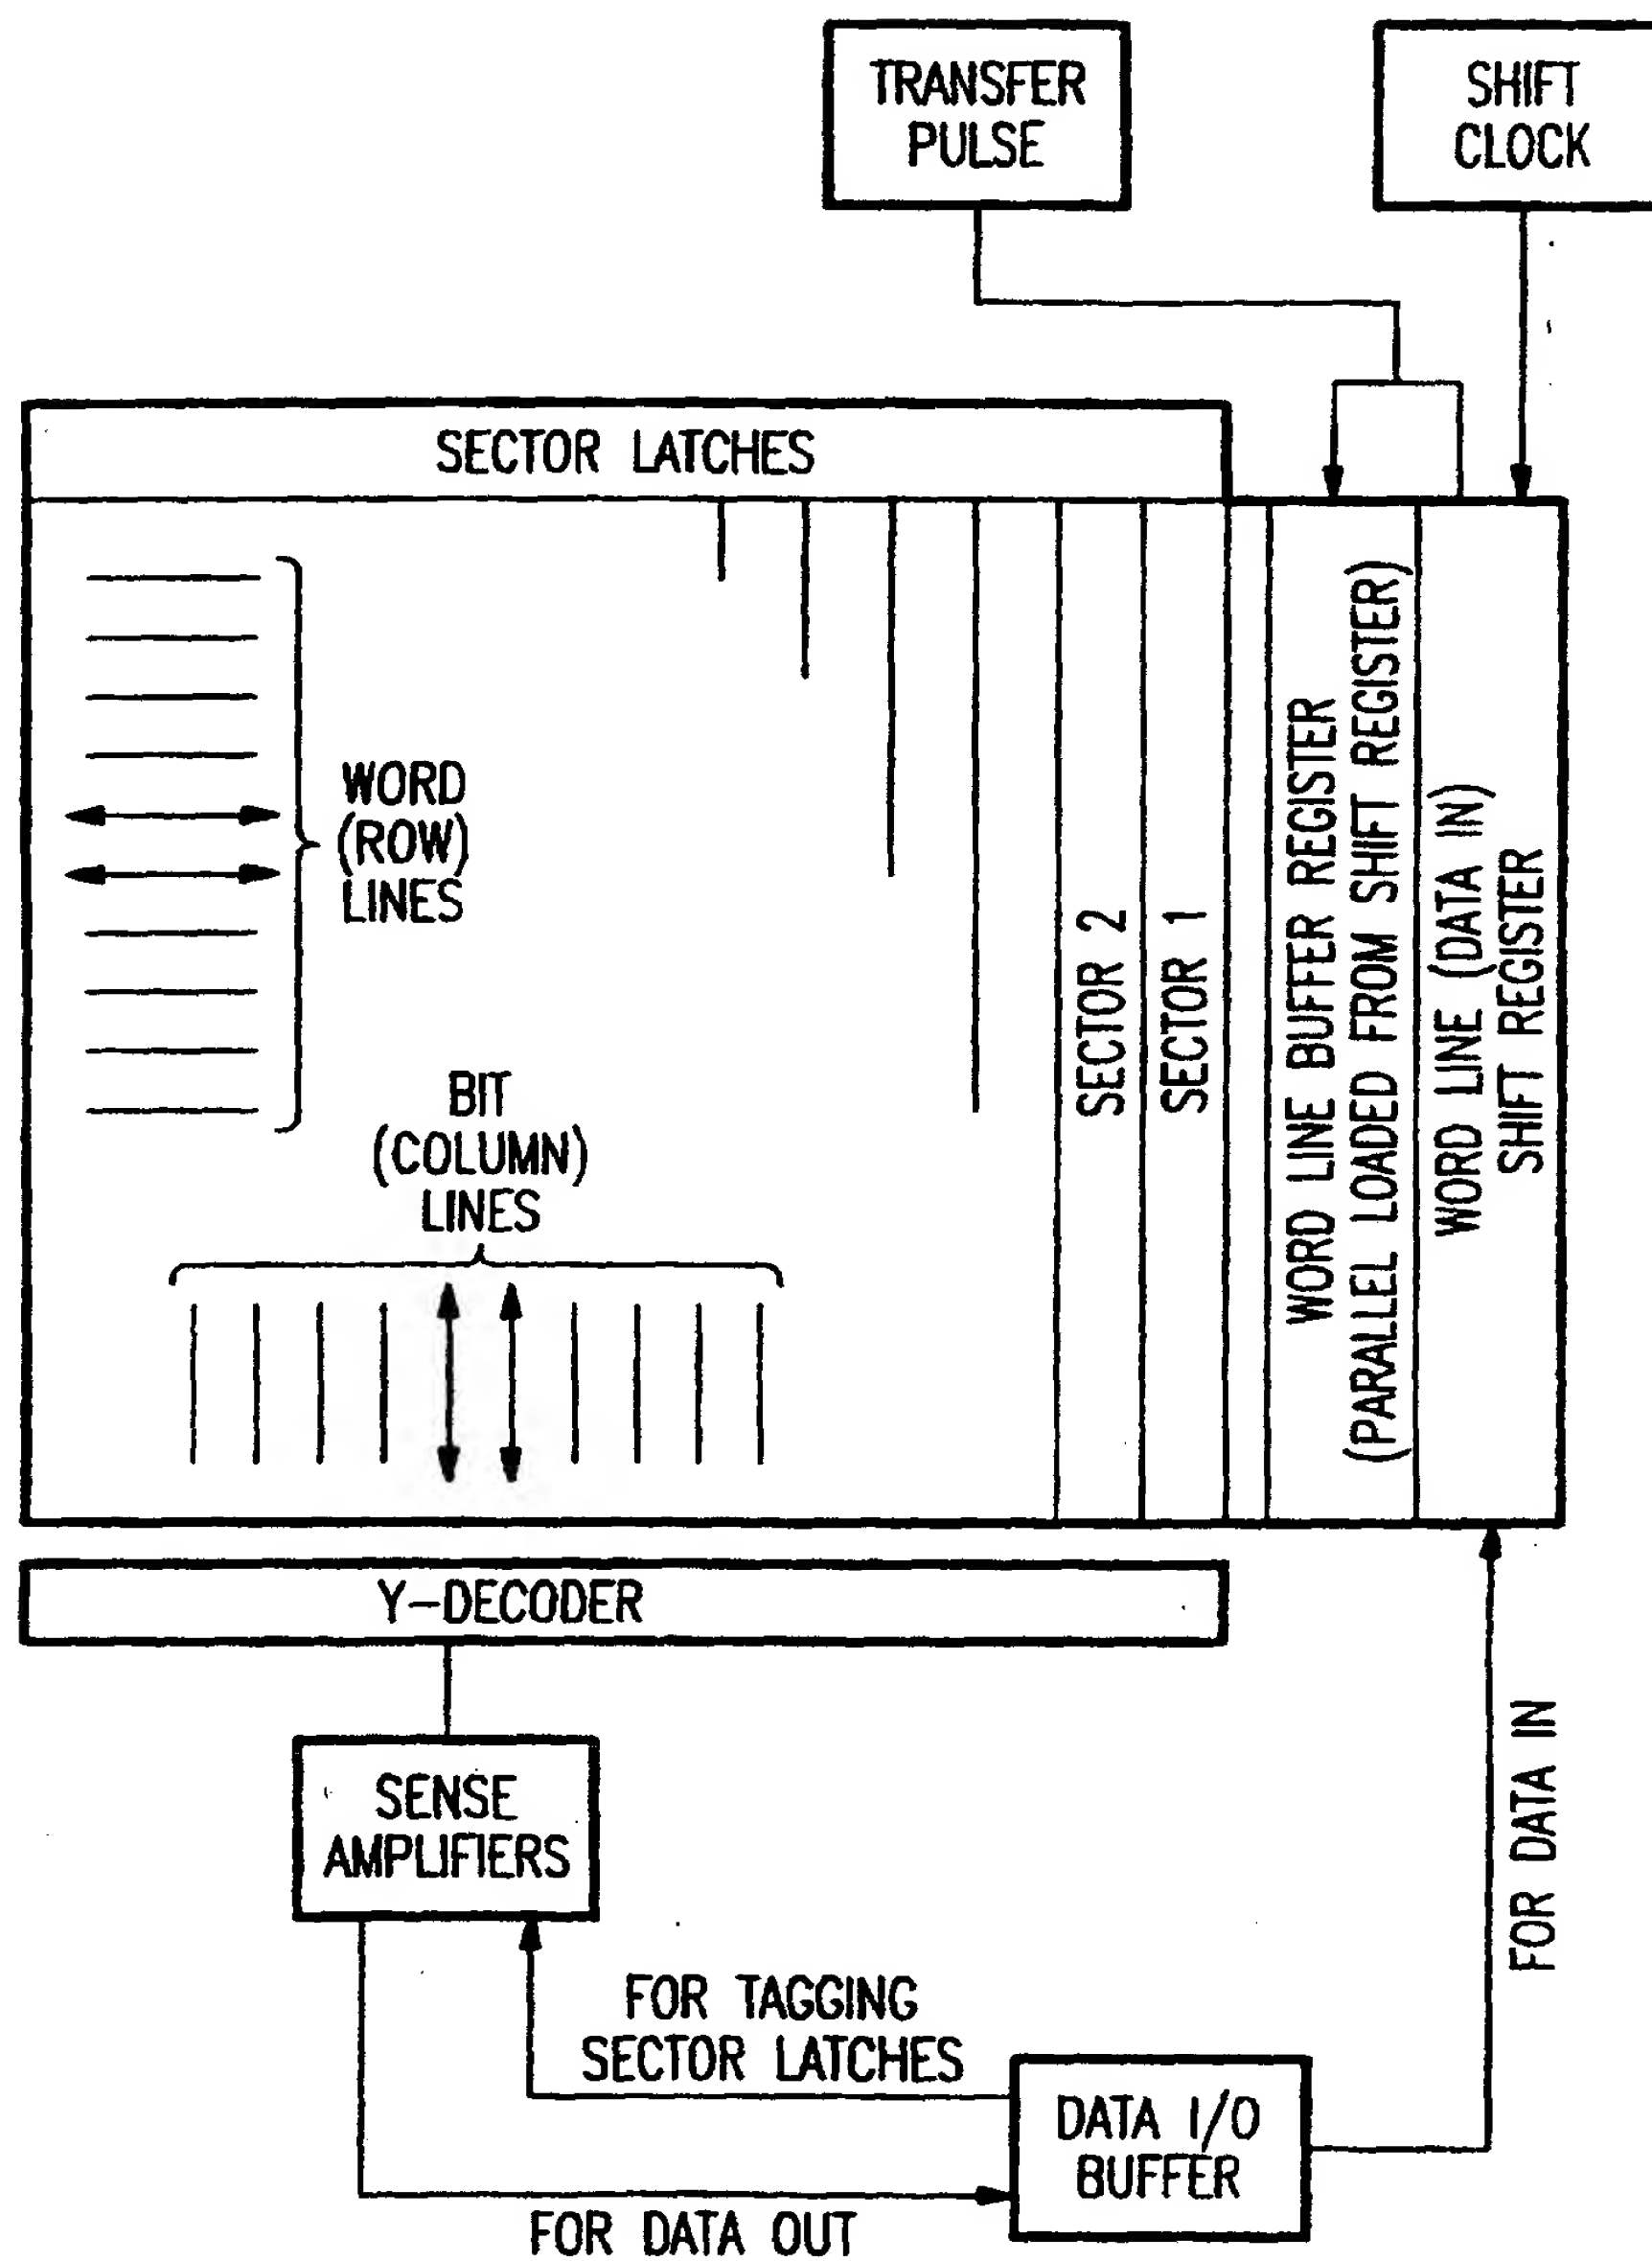 TRANSFER
PULSE
SHIFT
CLOCK
SECTOR LATCHES
WORD
(ROW)
LINES
BIT
(COLUMN)
LINES
SECTOR 2
SECTOR 1
WORD LINE BUFFER REGISTER
(PARALLEL LOADED FROM SHIFT REGISTER)
WORD LINE (DATA IN)
SHIFT REGISTER
Y-DECODER
SENSE
AMPLIFIERS
FOR DATA IN
FOR TAGGING
SECTOR LATCHES
DATA I/O
BUFFER
FOR DATA OUT